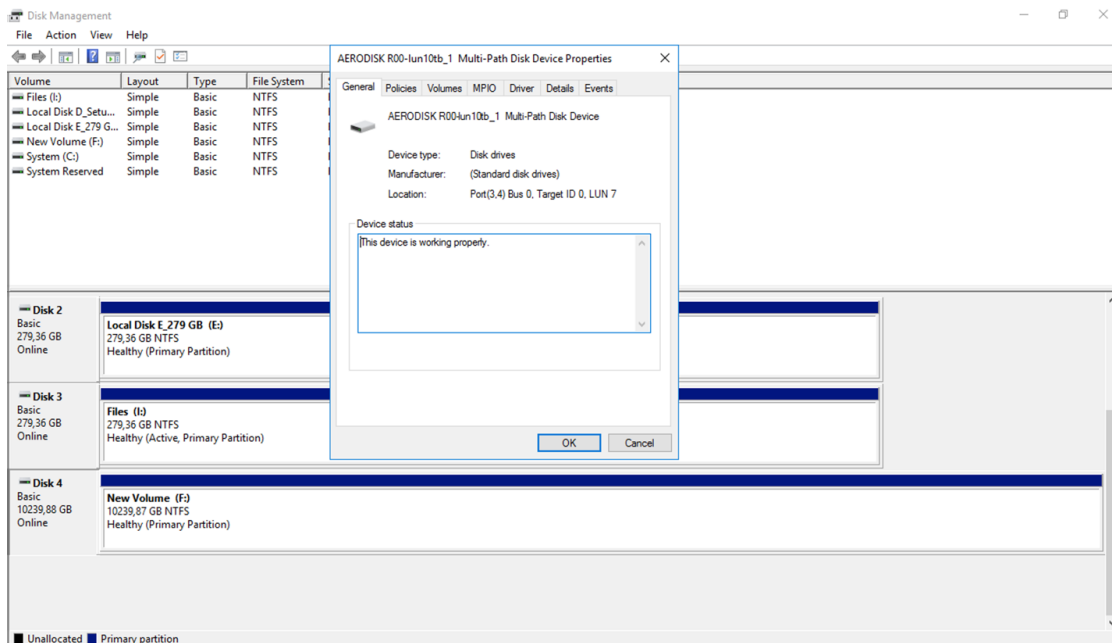 Disk Management
File Action View Help
Volume Layout Type File System
Files (I:) Simple Basic NTFS
Local Disk D_Setu... Simple Basic NTFS
Local Disk E_279 G... Simple Basic NTFS
New Volume (F:) Simple Basic NTFS
System (C:) Simple Basic NTFS
System Reserved Simple Basic NTFS
AERODISK R00-lun10tb_1 Multi-Path Disk Device Properties
General Policies Volumes MPIO Driver Details Events
AERODISK R00-lun10tb_1 Multi-Path Disk Device
Device type: Disk drives
Manufacturer: (Standard disk drives)
Location: Port(3,4) Bus 0, Target ID 0, LUN 7
Device status
This device is working properly.
OK Cancel
Disk 2
Basic
279,36 GB
Online
Local Disk E_279 GB (E:)
279,36 GB NTFS
Healthy (Primary Partition)
Disk 3
Basic
279,36 GB
Online
Files (I:)
279,36 GB NTFS
Healthy (Active, Primary Partition)
Disk 4
Basic
10239,88 GB
Online
New Volume (F:)
10239,87 GB NTFS
Healthy (Primary Partition)
Unallocated Primary partition